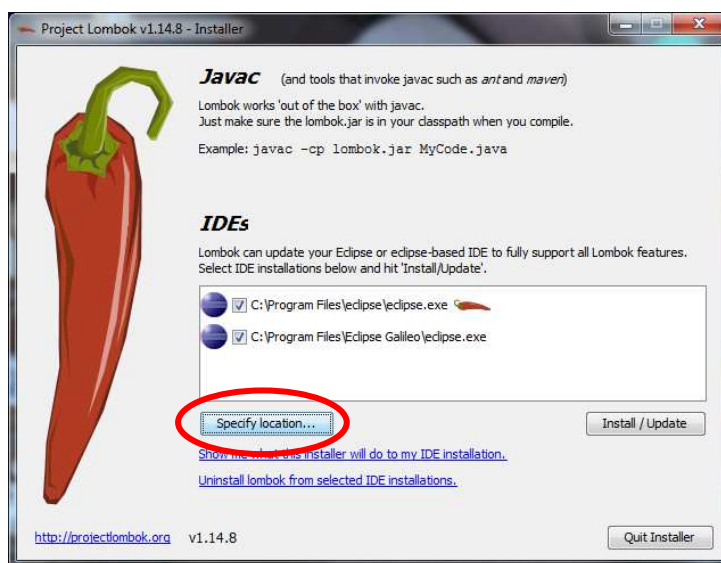 Project Lombok v1.14.8 - Installer
Javac (and tools that invoke javac such as ant and maven)
Lombok works 'out of the box' with javac.
Just make sure the lombok.jar is in your classpath when you compile.
Example: javac -cp lombok.jar MyCode.java
IDEs
Lombok can update your Eclipse or eclipse-based IDE to fully support all Lombok features.
Select IDE installations below and hit 'Install/Update'.
C:\Program Files\eclipse\eclipse.exe
C:\Program Files\Eclipse Galileo\eclipse.exe
Specify location... Install / Update
Show me what this installer will do to my IDE installation.
Uninstall lombok from selected IDE installations.
http://projectlombok.org v1.14.8 Quit Installer